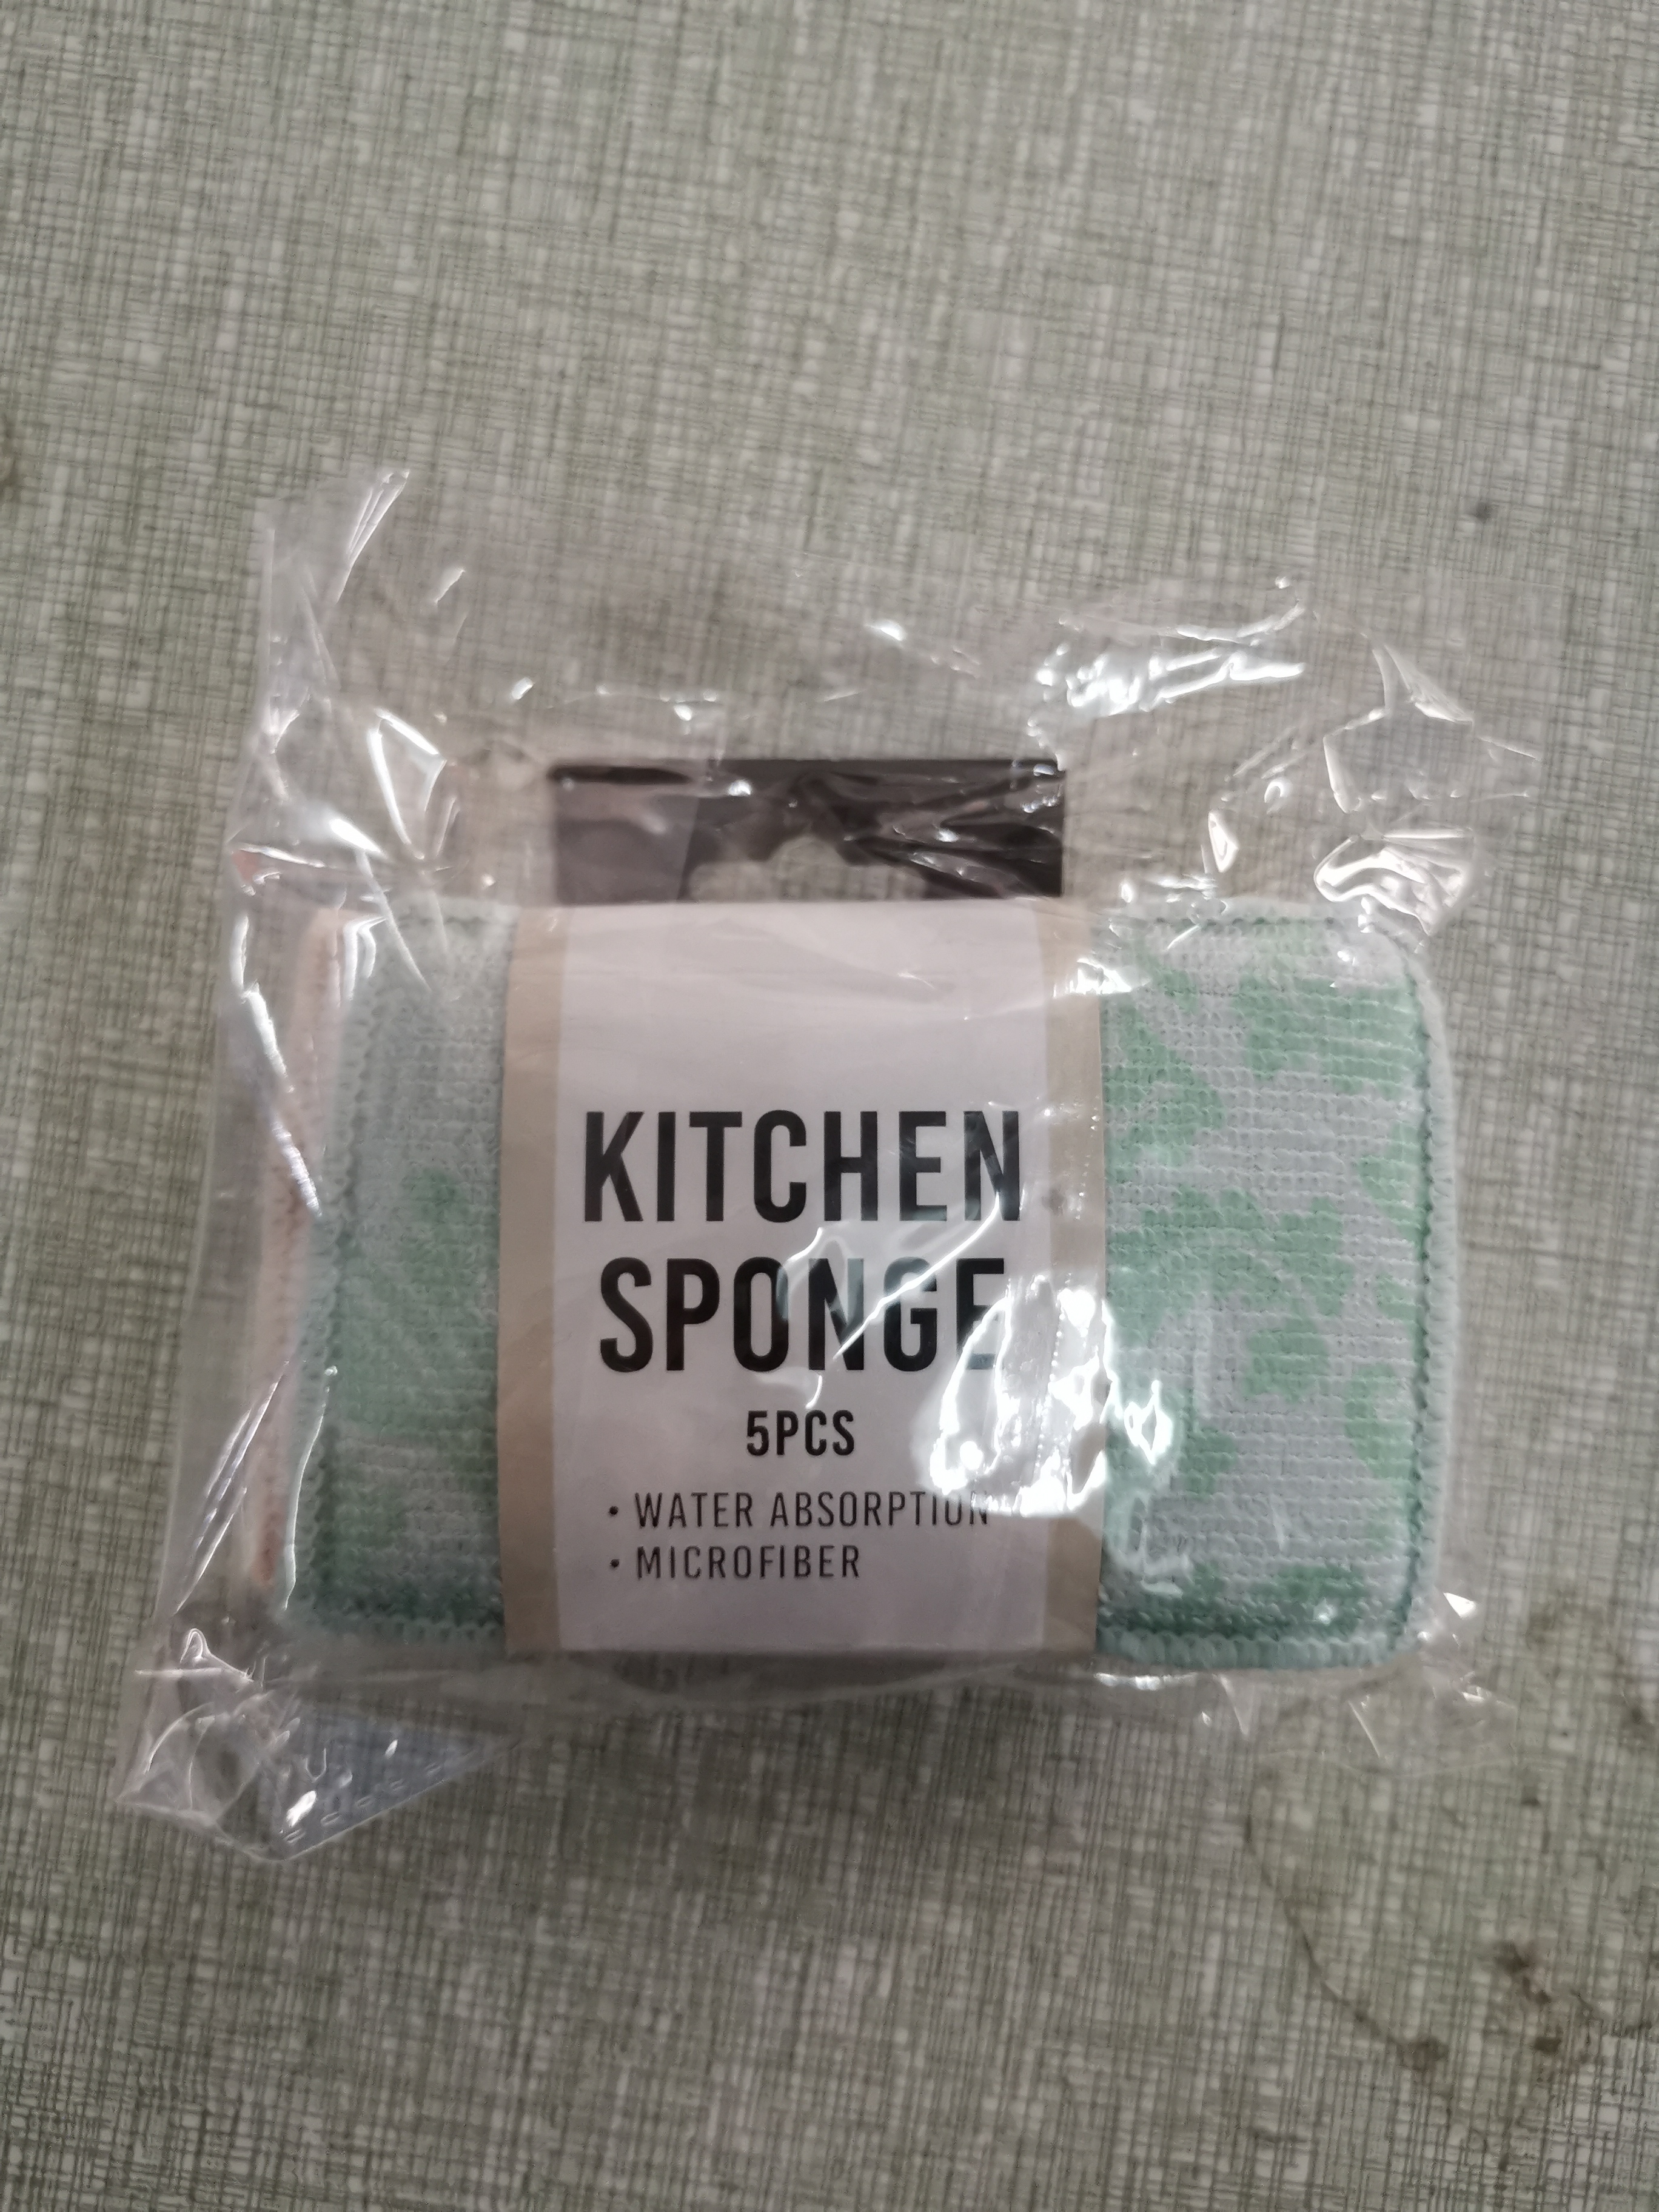 KITCHEN
SPONGE
5PCS
• WATER ABSORPTION
• MICROFIBER